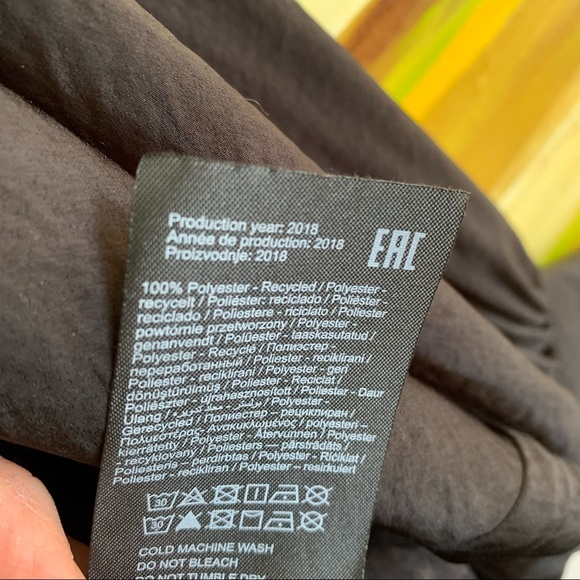 Production year: 2018
Année de production: 2018
Proizvodnje: 2018
EAC
100% Polyester - Recycled / Polyester -
recycelt / Poliéster: reciclado / Poliéster -
reciclado / Poliestere - riciclato / Poliester -
powtórnie przetworzony / Polyester -
genanvendt / Polüester - taaskasutatud /
Polyester - Recyclé / Полиэстер -
переработанный / Poliester - reciklirani /
Poliester - reciklirani / Polyester - geri
dönüştürülmüş / Poliester - Reciclat /
Poliészter - újrahasznosított / Poliester - Daur
Ulang /
Gerecycled / Полиестер - рециклиран /
Πολυεστέρας - Ανακυκλωμένος / polyesteri -
kierrätetty / Polyester - Återvunnen / Polyester -
recyklovaný / Poliesters - pārstrādāts /
Poliesteris - perdirbtas / Polyester - Ričiklat /
Poliester - recikliran / Polyester - resirkulert
30
30
COLD MACHINE WASH
DO NOT BLEACH
DO NOT TUMBLE DRY